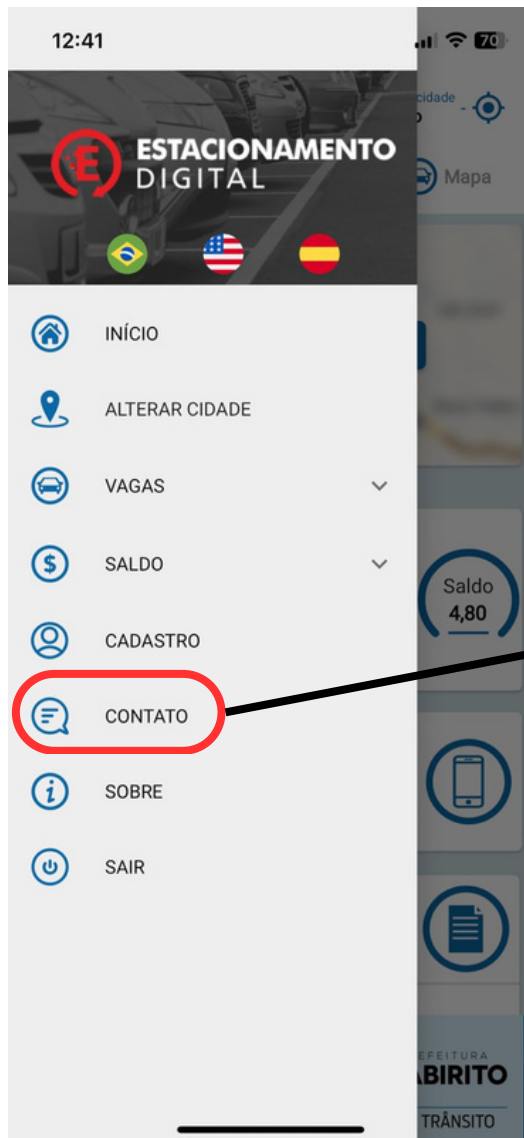 12:41
70
cidade
ESTACIONAMENTO
DIGITAL
Mapa
INÍCIO
ALTERAR CIDADE
VAGAS
SALDO
Saldo
4,80
CADASTRO
CONTATO
SOBRE
SAIR
EFEITURA
ABIRITO
TRÂNSITO